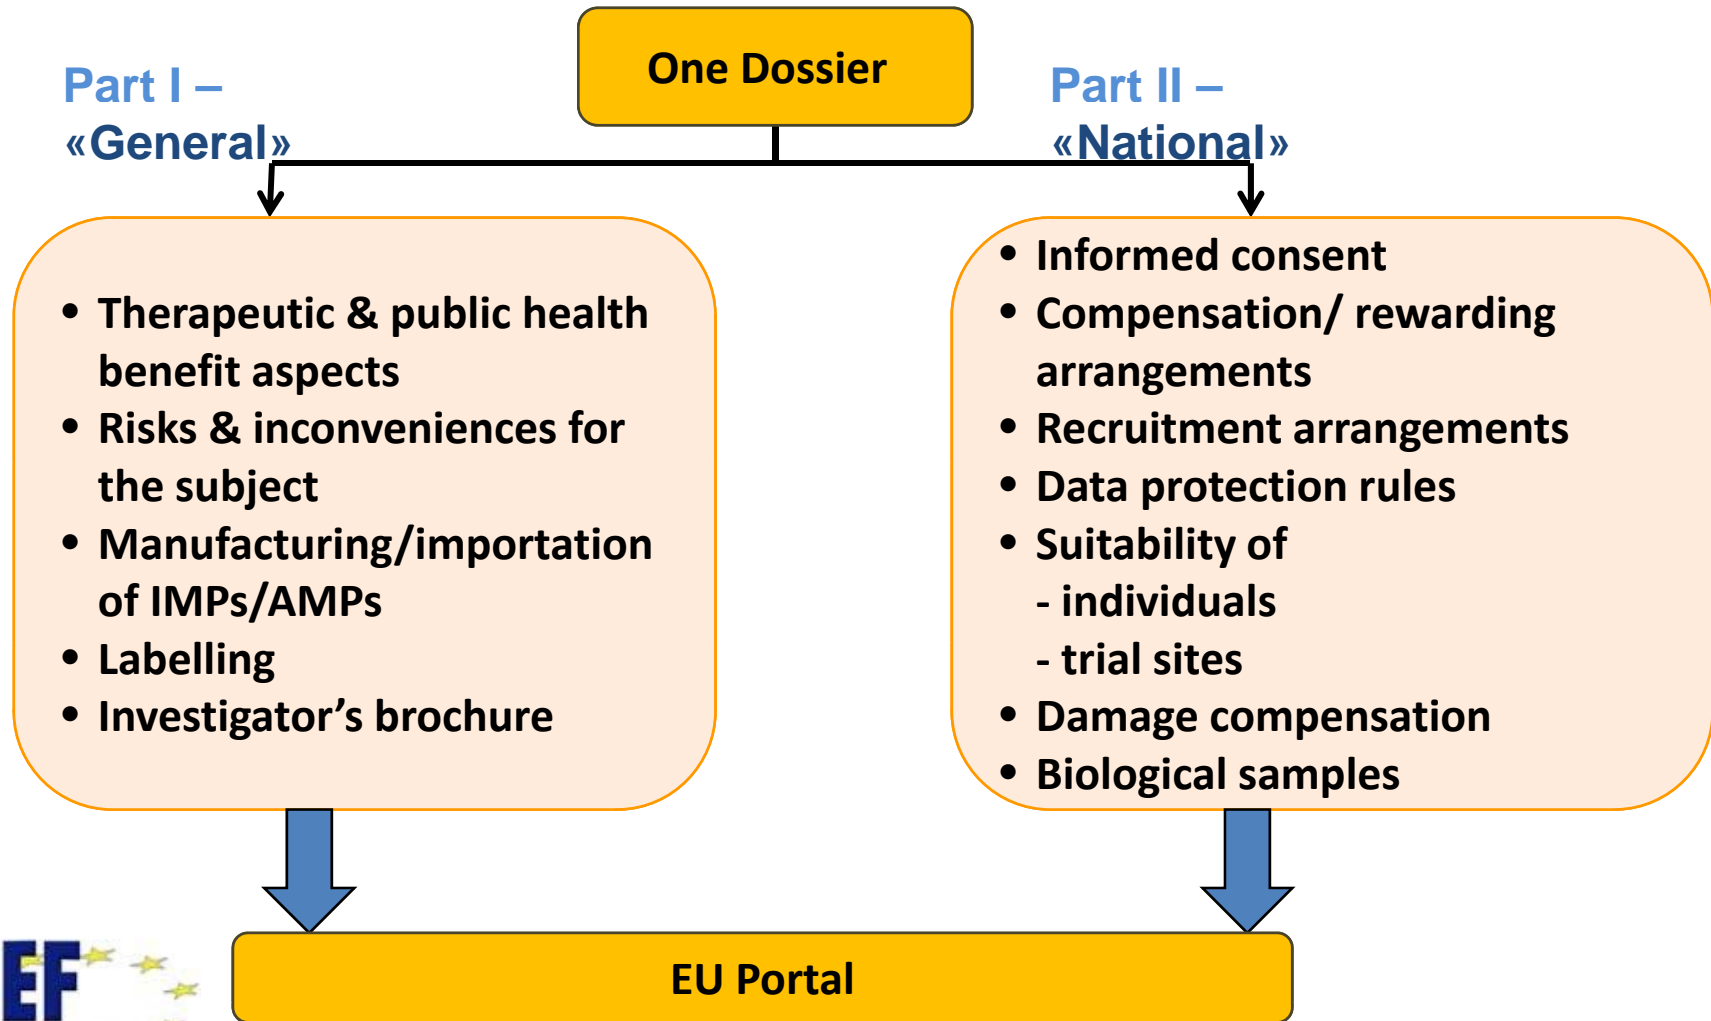 One Dossier
Part I –
«General»
Part II –
«National»
• Therapeutic & public health
benefit aspects
• Risks & inconveniences for
the subject
• Manufacturing/importation
of IMPs/AMPs
• Labelling
• Investigator’s brochure
• Informed consent
• Compensation/ rewarding
arrangements
• Recruitment arrangements
• Data protection rules
• Suitability of
- individuals
- trial sites
• Damage compensation
• Biological samples
EF
EU Portal